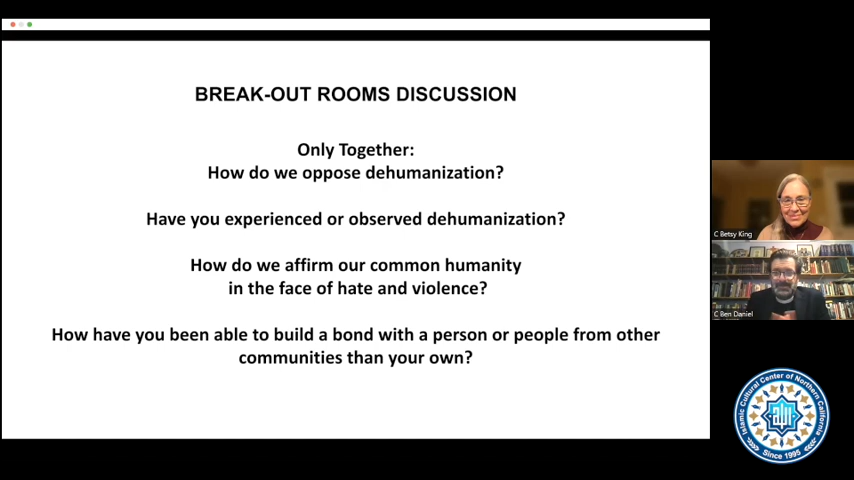 BREAK-OUT ROOMS DISCUSSION
Only Together:
How do we oppose dehumanization?
Have you experienced or observed dehumanization?
How do we affirm our common humanity
in the face of hate and violence?
How have you been able to build a bond with a person or people from other
communities than your own?
C Betsy King
C Ben Daniel
Islamic Cultural Center of Northern California
الله
Since 1995